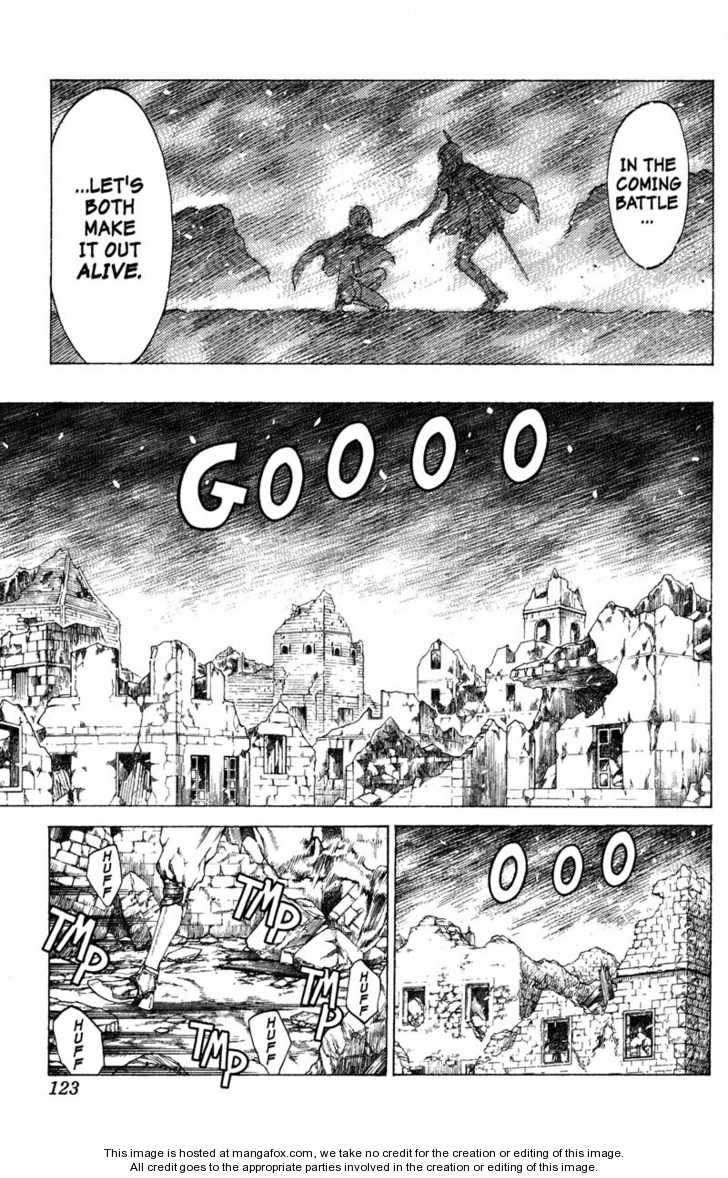 IN THE
COMING
BATTLE
...
...LET'S
BOTH
MAKE
IT OUT
ALIVE.
GOOOO
OOO
HUFF
TMP
TMP
TMP
HUFF
TMP
HUFF
HUFF
123
This image is hosted at mangafox.com, we take no credit for the creation or editing of this image.
All credit goes to the appropriate parties involved in the creation or editing of this image.